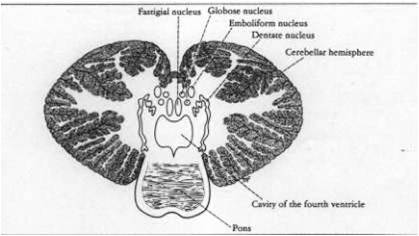 Fastigial nucleus
Globose nucleus
Emboliform nucleus
Dentate nucleus
Cerebellar hemisphere
Cavity of the fourth ventricle
Pons